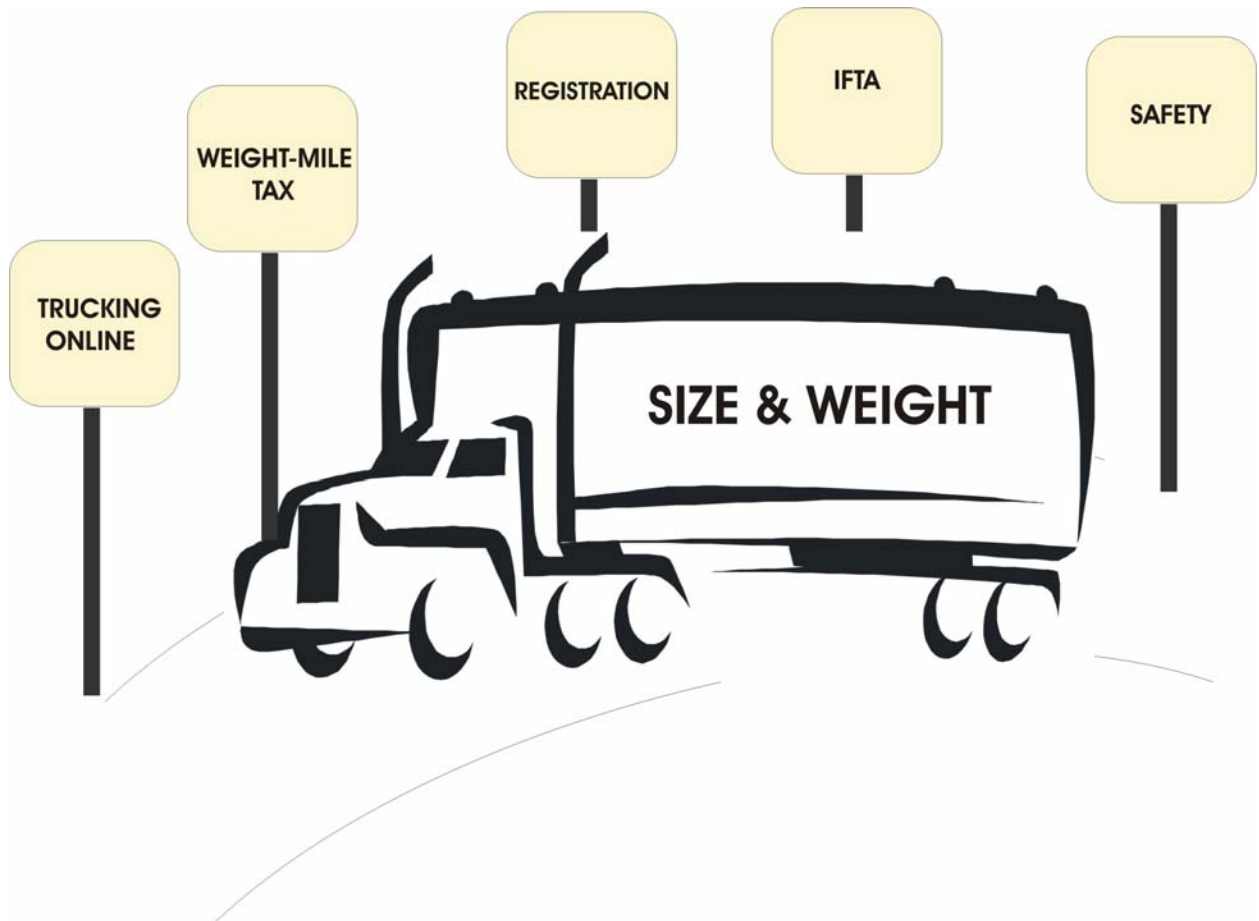 REGISTRATION
IFTA
SAFETY
WEIGHT-MILE
TAX
TRUCKING
ONLINE
SIZE & WEIGHT